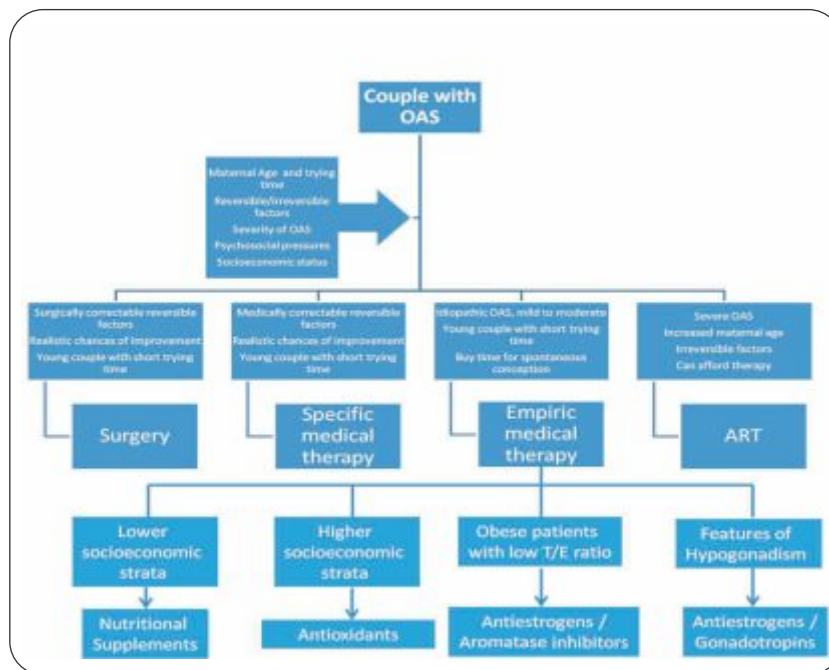 Couple with
OAS
Maternal Age and trying
time
Reversible/Irreversible
factors
Severity of OAS
Psychosocial pressures
Socioeconomic status
Surgically correctable reversible
factors
Realistic chances of improvement
Young couple with short trying
time
Medically correctable reversible
factors
Realistic chances of improvement
Young couple with short trying
time
Idiopathic OAS, mild to moderate
Young couple with short trying
time
Buy time for spontaneous
conception
Severe OAS
Increased maternal age
Irreversible factors
Can afford therapy
Surgery
Specific
medical
therapy
Empiric
medical
therapy
ART
Lower
socioeconomic
strata
Higher
socioeconomic
strata
Obese patients
with low T/E ratio
Features of
Hypogonadism
Nutritional
Supplements
Antioxidants
Antiestrogens /
Aromatase inhibitors
Antiestrogens /
Gonadotropins